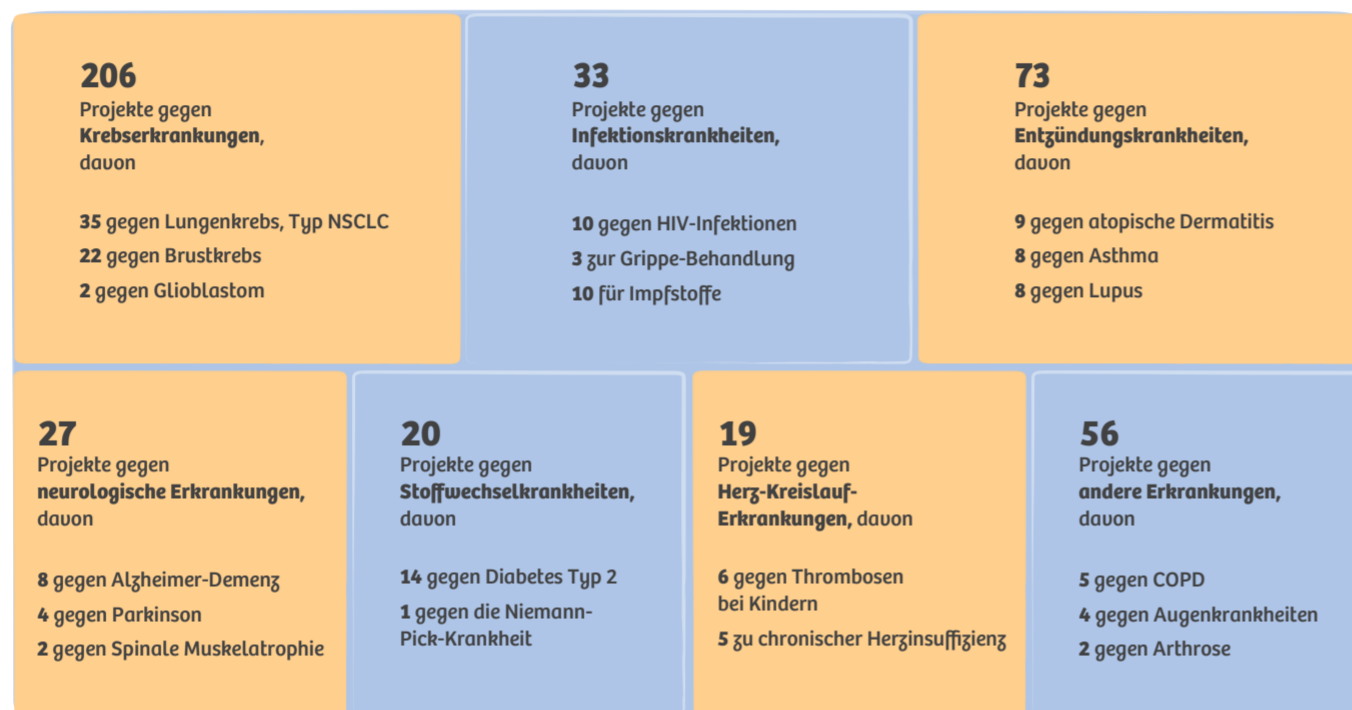 206
Projekte gegen
Krebserkrankungen,
davon
35 gegen Lungenkrebs, Typ NSCLC
22 gegen Brustkrebs
2 gegen Glioblastom
33
Projekte gegen
Infektionskrankheiten,
davon
10 gegen HIV-Infektionen
3 zur Grippe-Behandlung
10 für Impfstoffe
73
Projekte gegen
Entzündungskrankheiten,
davon
9 gegen atopische Dermatitis
8 gegen Asthma
8 gegen Lupus
27
Projekte gegen
neurologische Erkrankungen,
davon
8 gegen Alzheimer-Demenz
4 gegen Parkinson
2 gegen Spinale Muskelatrophie
20
Projekte gegen
Stoffwechselkrankheiten,
davon
14 gegen Diabetes Typ 2
1 gegen die Niemann-
Pick-Krankheit
19
Projekte gegen
Herz-Kreislauf-
Erkrankungen, davon
6 gegen Thrombosen
bei Kindern
5 zu chronischer Herzinsuffizienz
56
Projekte gegen
andere Erkrankungen,
davon
5 gegen COPD
4 gegen Augenkrankheiten
2 gegen Arthrose